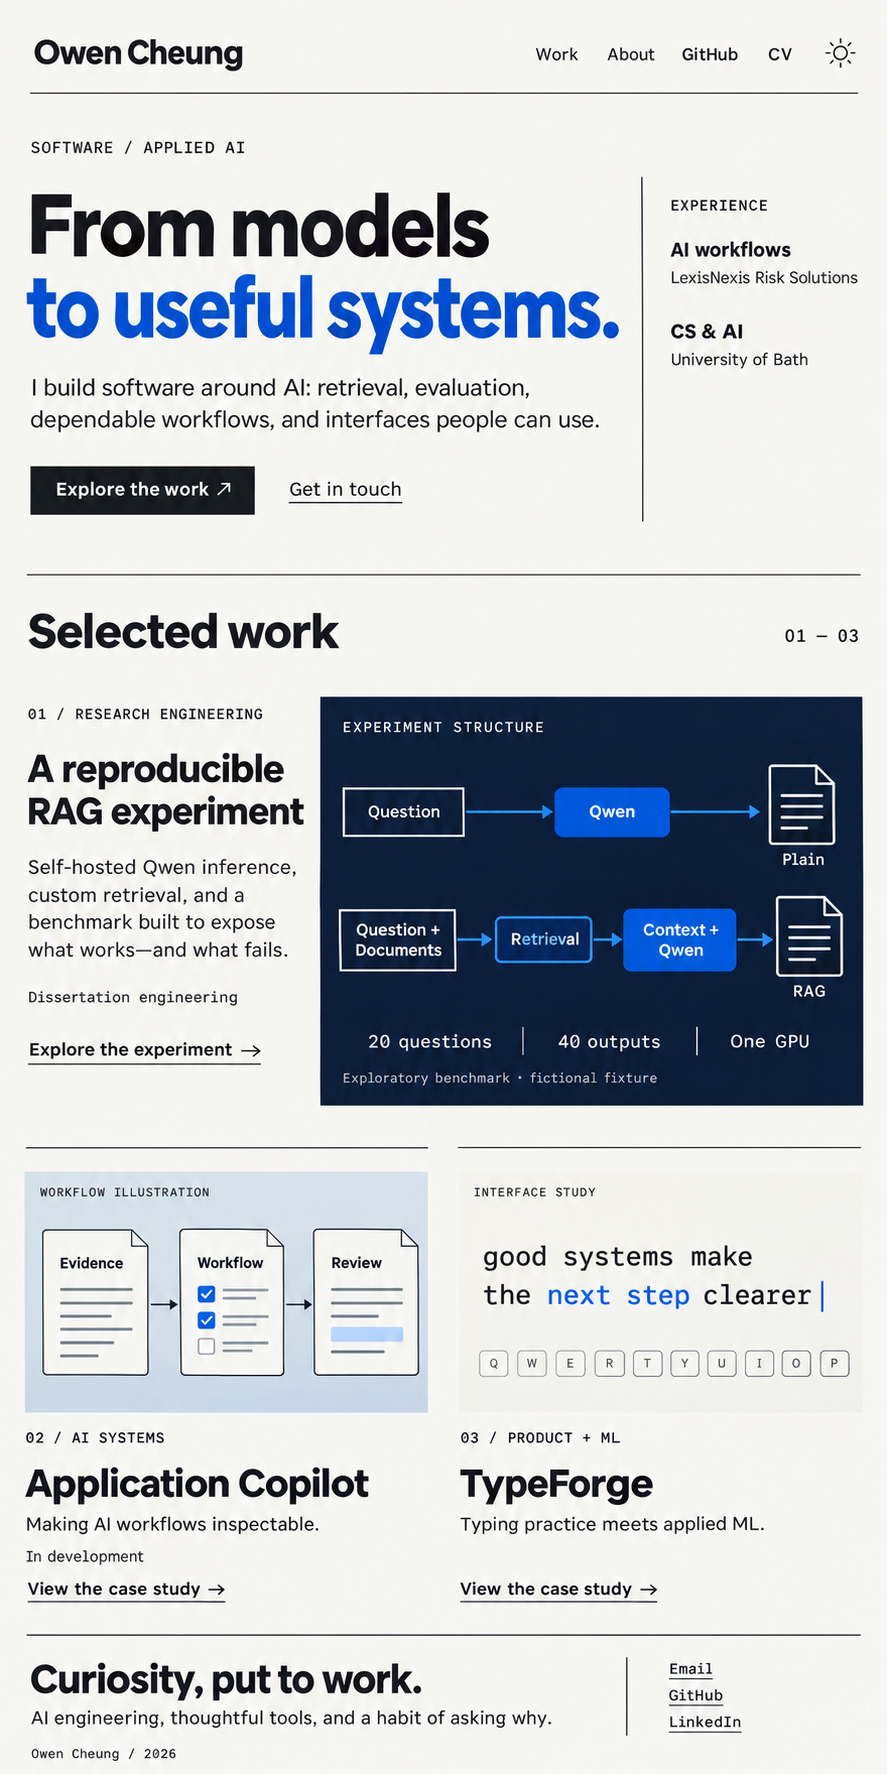 Owen Cheung
Work
About
GitHub
CV
SOFTWARE / APPLIED AI
From models
to useful systems.
I build software around AI: retrieval, evaluation,
dependable workflows, and interfaces people can use.
Explore the work ↗
Get in touch
EXPERIENCE
AI workflows
LexisNexis Risk Solutions
CS & AI
University of Bath
Selected work
01 — 03
01 / RESEARCH ENGINEERING
A reproducible
RAG experiment
Self-hosted Qwen inference,
custom retrieval, and a
benchmark built to expose
what works—and what fails.
Dissertation engineering
Explore the experiment →
EXPERIMENT STRUCTURE
Question
Qwen
Plain
Question +
Documents
Retrieval
Context +
Qwen
RAG
20 questions
40 outputs
One GPU
Exploratory benchmark • fictional fixture
WORKFLOW ILLUSTRATION
Evidence
Workflow
Review
02 / AI SYSTEMS
Application Copilot
Making AI workflows inspectable.
In development
View the case study →
INTERFACE STUDY
good systems make
the next step clearer
Q W E R T Y U I O P
03 / PRODUCT + ML
TypeForge
Typing practice meets applied ML.
View the case study →
Curiosity, put to work.
AI engineering, thoughtful tools, and a habit of asking why.
Owen Cheung / 2026
Email
GitHub
LinkedIn